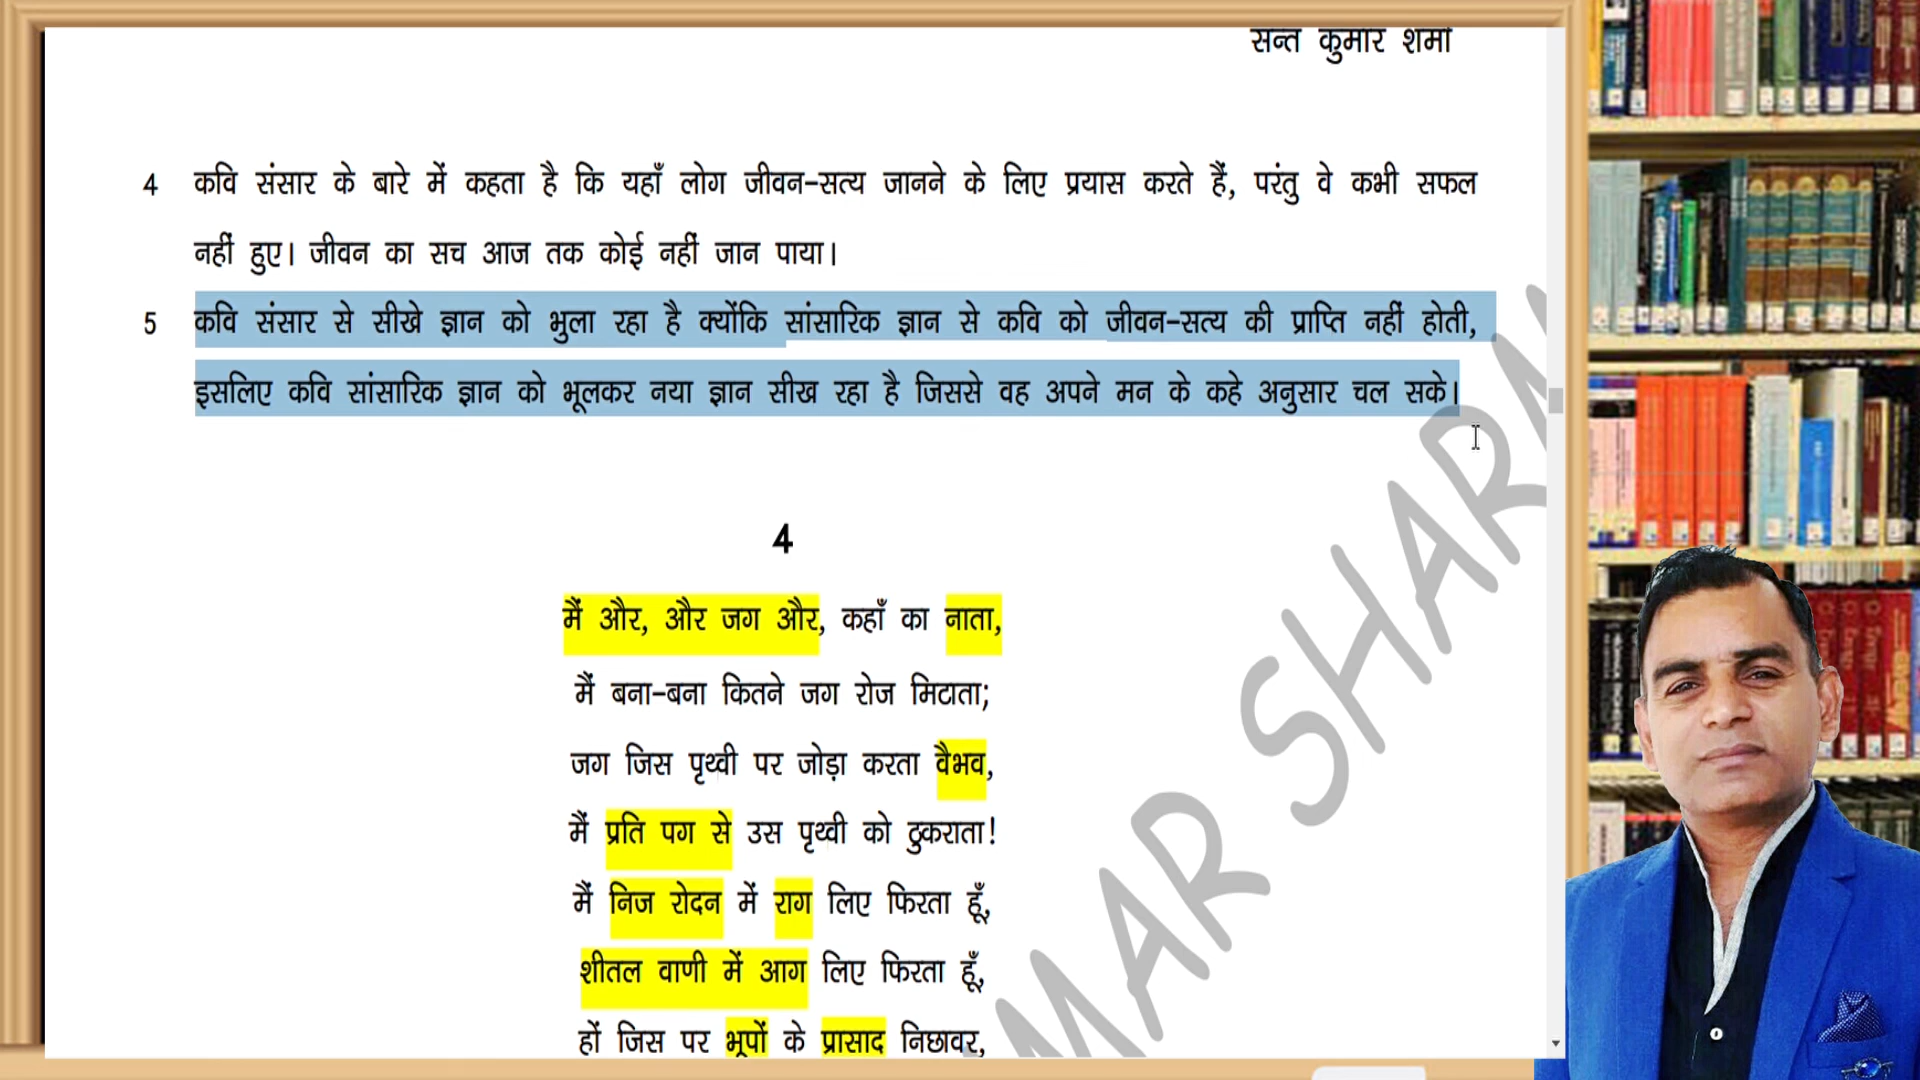 सन्त कुमार शर्मा
4 कवि संसार के बारे में कहता है कि यहाँ लोग जीवन-सत्य जानने के लिए प्रयास करते हैं, परंतु वे कभी सफल
नहीं हुए। जीवन का सच आज तक कोई नहीं जान पाया।
5 कवि संसार से सीखे ज्ञान को भुला रहा है क्योंकि सांसारिक ज्ञान से कवि को जीवन-सत्य की प्राप्ति नहीं होती,
इसलिए कवि सांसारिक ज्ञान को भूलकर नया ज्ञान सीख रहा है जिससे वह अपने मन के कहे अनुसार चल सके।
4
मैं और, और जग और, कहाँ का नाता,
मैं बना-बना कितने जग रोज मिटाता;
जग जिस पृथ्वी पर जोड़ा करता वैभव,
मैं प्रति पग से उस पृथ्वी को ठुकराता!
मैं निज रोदन में राग लिए फिरता हूँ,
शीतल वाणी में आग लिए फिरता हूँ,
हों जिस पर भूपों के प्रासाद निछावर,
MAR SHARA